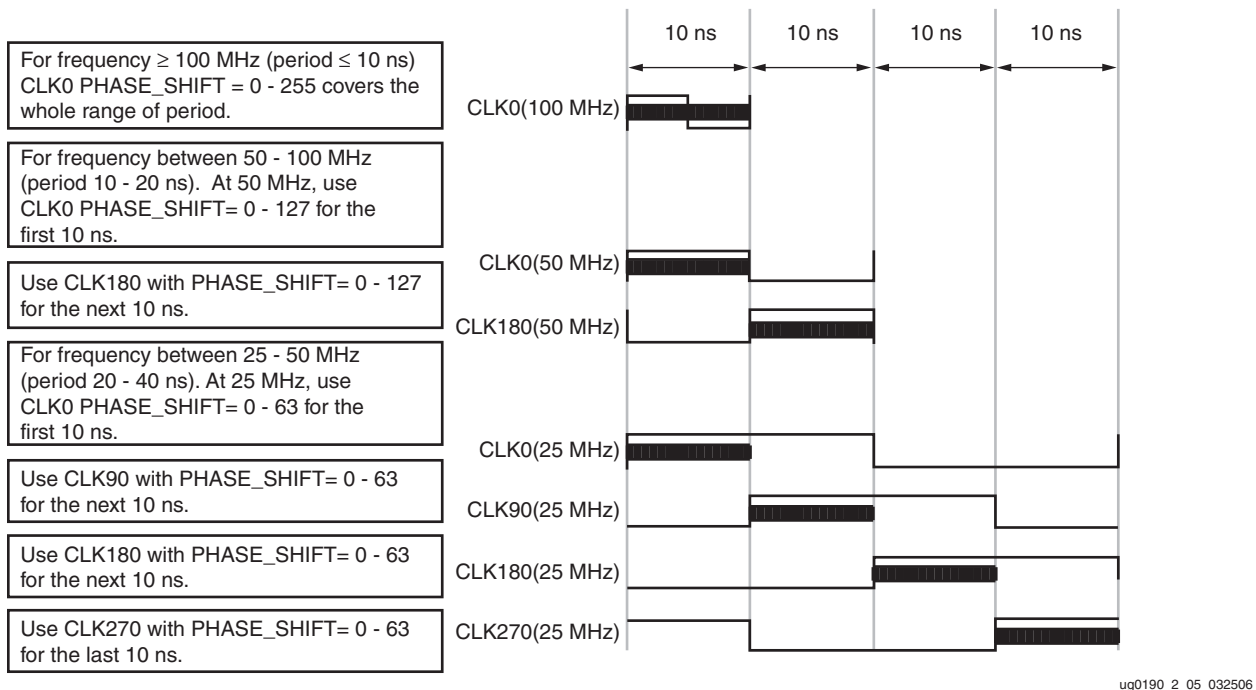 10 ns 10 ns 10 ns 10 ns
For frequency ≥ 100 MHz (period ≤ 10 ns)
CLK0 PHASE_SHIFT = 0 - 255 covers the
whole range of period.
CLK0(100 MHz)
For frequency between 50 - 100 MHz
(period 10 - 20 ns). At 50 MHz, use
CLK0 PHASE_SHIFT= 0 - 127 for the
first 10 ns.
CLK0(50 MHz)
Use CLK180 with PHASE_SHIFT= 0 - 127
for the next 10 ns.
CLK180(50 MHz)
For frequency between 25 - 50 MHz
(period 20 - 40 ns). At 25 MHz, use
CLK0 PHASE_SHIFT= 0 - 63 for the
first 10 ns.
CLK0(25 MHz)
Use CLK90 with PHASE_SHIFT= 0 - 63
for the next 10 ns.
CLK90(25 MHz)
Use CLK180 with PHASE_SHIFT= 0 - 63
for the next 10 ns.
CLK180(25 MHz)
Use CLK270 with PHASE_SHIFT= 0 - 63
for the last 10 ns.
CLK270(25 MHz)
ug0190_2_05_032506